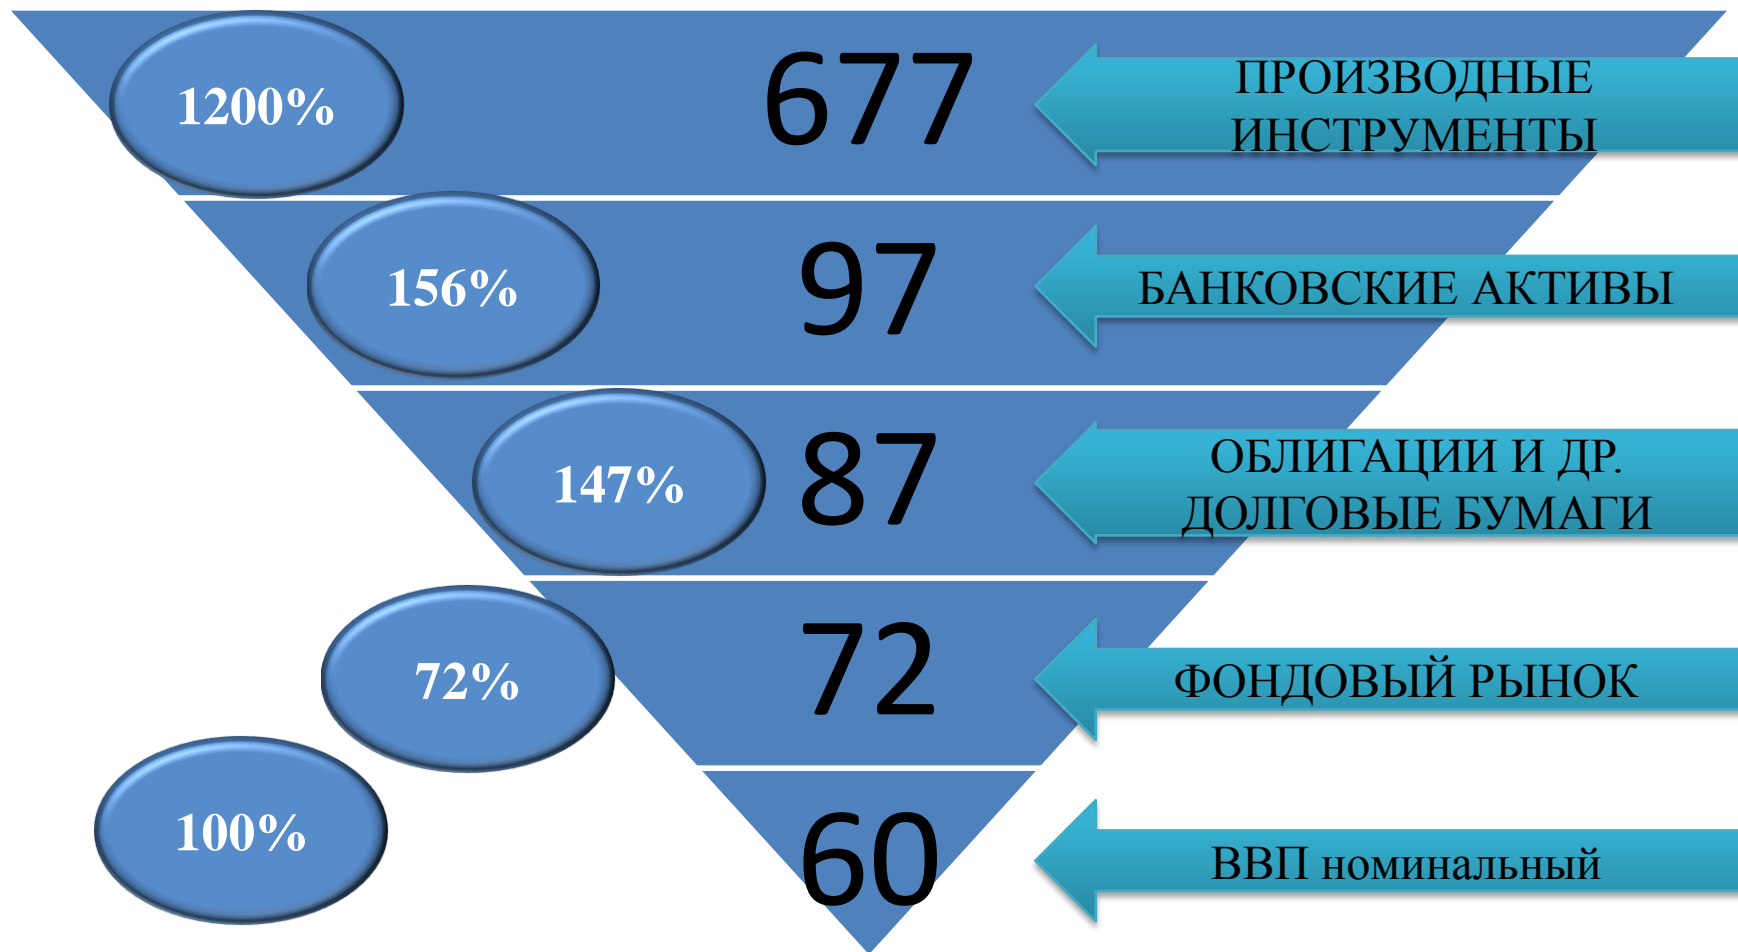 1200%
677
ПРОИЗВОДНЫЕ
ИНСТРУМЕНТЫ
156%
97
БАНКОВСКИЕ АКТИВЫ
147%
87
ОБЛИГАЦИИ И ДР.
ДОЛГОВЫЕ БУМАГИ
72%
72
ФОНДОВЫЙ РЫНОК
100%
60
ВВП номинальный